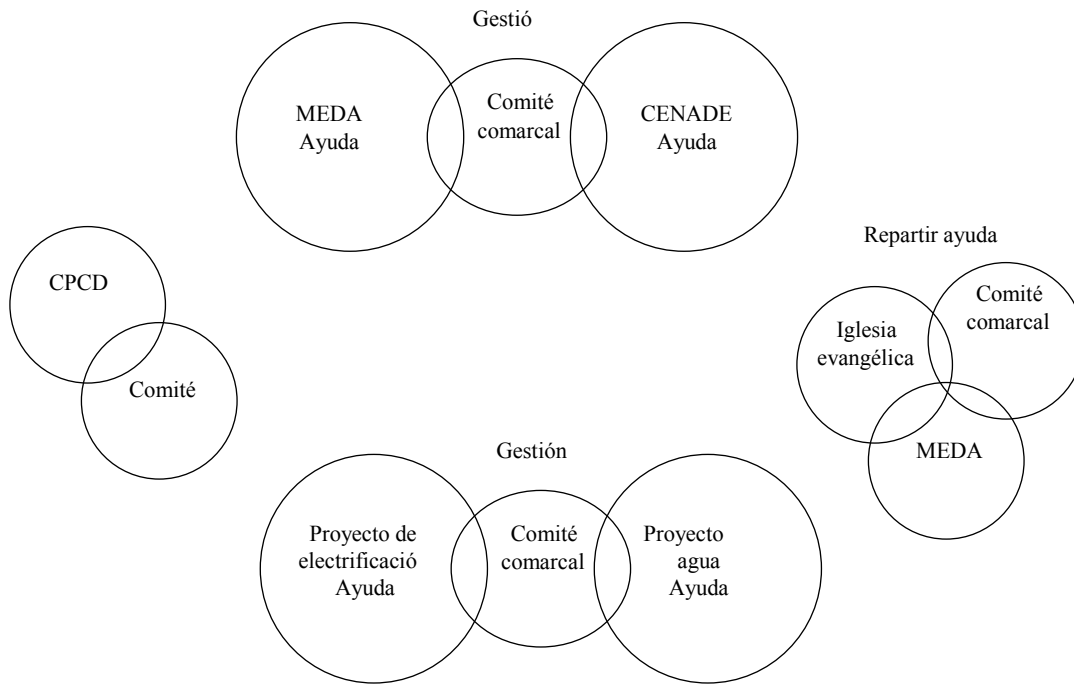 Gestió
MEDA
Ayuda
Comité
comarcal
CENADE
Ayuda
CPCD
Comité
Repartir ayuda
Iglesia
evangélica
Comité
comarcal
MEDA
Gestión
Proyecto de
electrificació
Ayuda
Comité
comarcal
Proyecto
agua
Ayuda